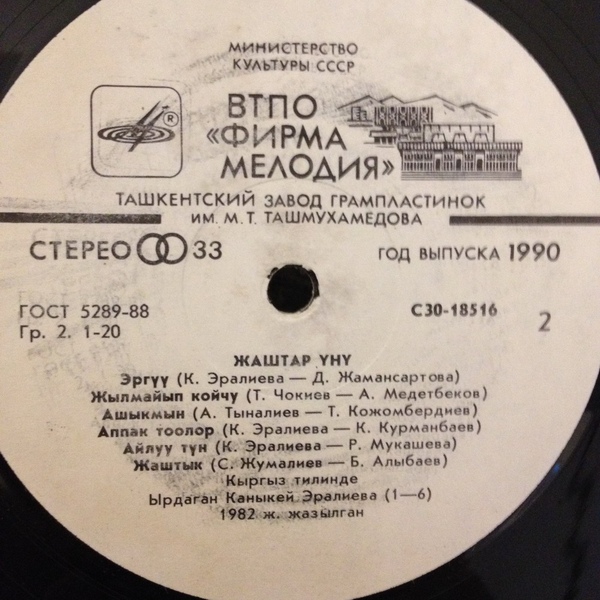 МИНИСТЕРСТВО
КУЛЬТУРЫ СССР
ВТПО
«ФИРМА
МЕЛОДИЯ»
ТАШКЕНТСКИЙ ЗАВОД ГРАМПЛАСТИНОК
ИМ. М. Т. ТАШМУХАМЕДОВА
СТЕРЕО 33
ГОД ВЫПУСКА 1990
ГОСТ 5289-88
Гр. 2. 1-20
С30-18516
2
ЖАШТАР ҮНҮ
Эргүү (К. Эралиева — Д. Жамансартова)
Жылмайып койчу (Т. Чокиев — А. Медетбеков)
Ашыкмын (А. Тыналиев — Т. Кожомбердиев)
Аппак тоолор (К. Эралиева — К. Курманбаев)
Айлуу түн (К. Эралиева — Р. Мукашева)
Жаштык (С. Жумалиев — Б. Алыбаев)
Кыргыз тилинде
Ырдаган Каныкей Эралиева (1—6)
1982 ж. жазылган